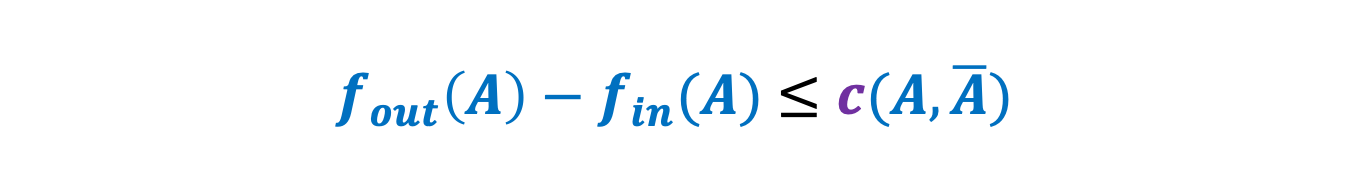 f_out(A) − f_in(A) ≤ c(A, A̅)